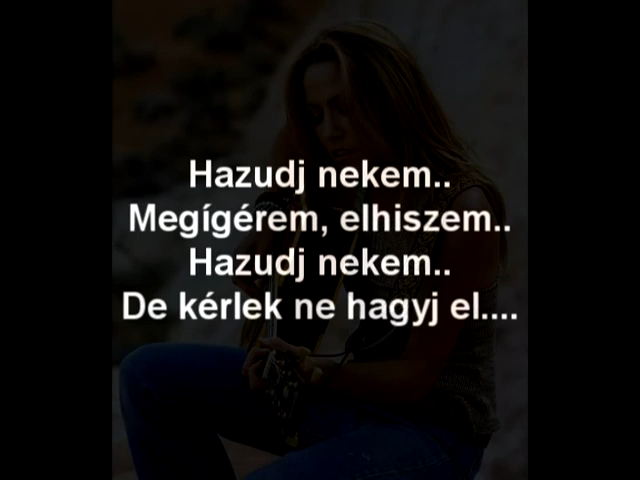 Hazudj nekem..
Megígérem, elhiszem..
Hazudj nekem..
De kérlek ne hagyj el....